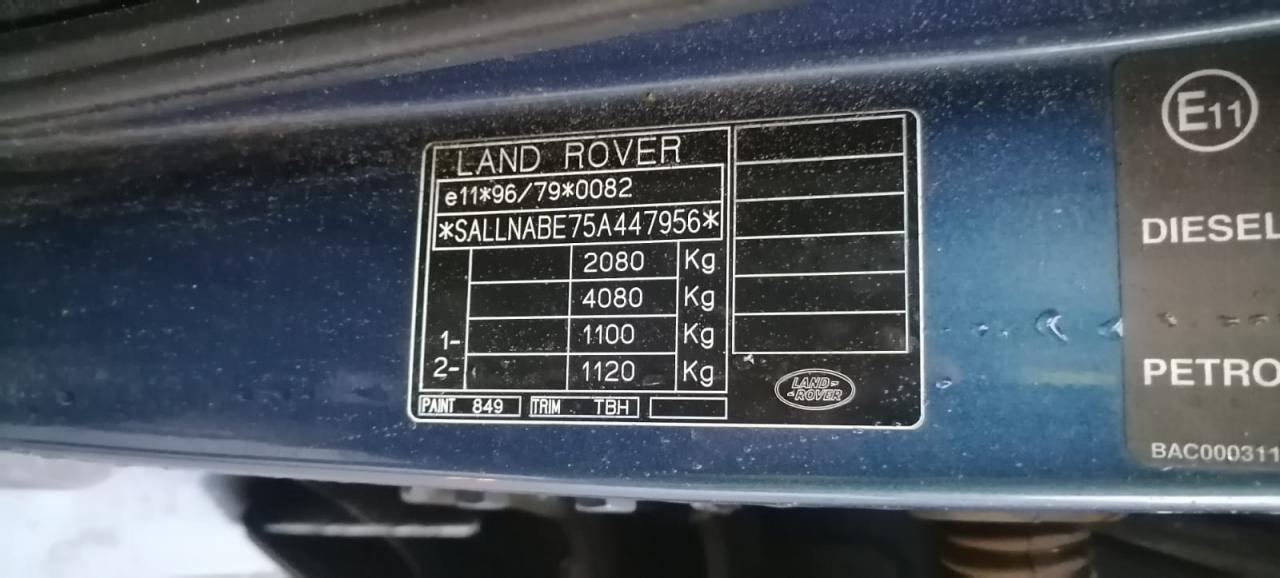 LAND ROVER
e11*96/79*0082
*SALLNABE75A447956*
2080 Kg
4080 Kg
1- 1100 Kg
2- 1120 Kg
PAINT 849 TRIM TBH
LAND-
-ROVER
E11
DIESEL
PETRO
BAC000311